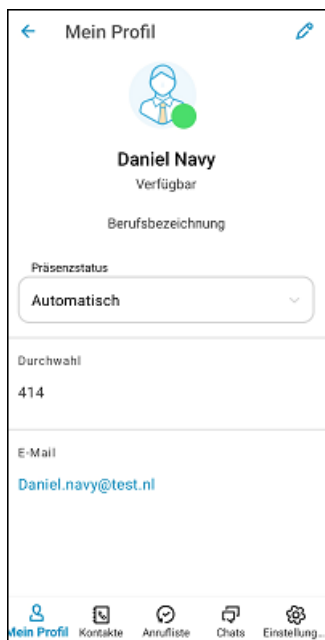 Mein Profil
Daniel Navy
Verfügbar
Berufsbezeichnung
Präsenzstatus
Automatisch
Durchwahl
414
E-Mail
Daniel.navy@test.nl
Mein Profil Kontakte Anrufliste Chats Einstellung...